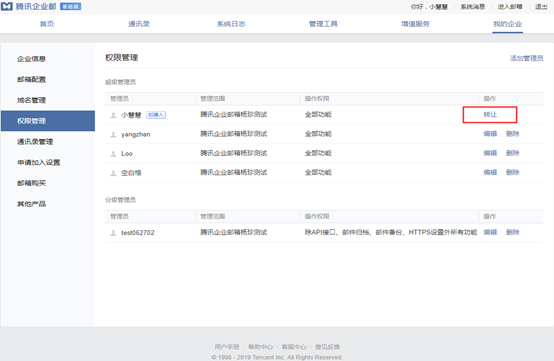 腾讯企业邮 基础版 你好，小慧慧 | 系统消息 | 进入邮箱 | 退出
首页 通讯录 系统日志 管理工具 增值服务 我的企业
企业信息
邮箱配置
域名管理
权限管理
通讯录管理
申请加入设置
邮箱购买
其他产品
权限管理 添加管理员
超级管理员
管理员 管理范围 操作权限 操作
小慧慧 创建人 腾讯企业邮箱杨珍测试 全部功能 转让
yangzhen 腾讯企业邮箱杨珍测试 全部功能 编辑 删除
Loo 腾讯企业邮箱杨珍测试 全部功能 编辑 删除
空白格 腾讯企业邮箱杨珍测试 全部功能 编辑 删除
分级管理员
管理员 管理范围 操作权限 操作
test062702 腾讯企业邮箱杨珍测试 除API接口、邮件归档、邮件备份、HTTPS设置外所有功能 编辑 删除
用户手册 · 帮助中心 · 客服中心 · 意见反馈
© 1998 - 2019 Tencent Inc. All Rights Reserved.